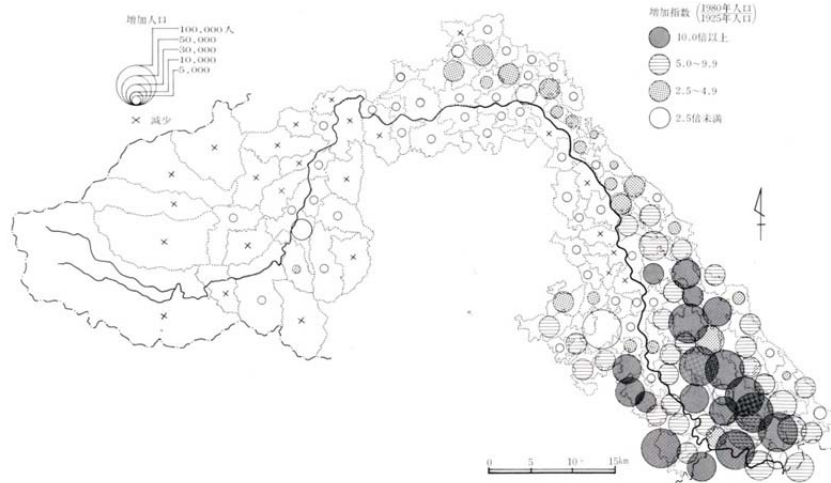 増加人口
100,000人
50,000
30,000
10,000
5,000
× 減少
増加指数 (1980年人口/1925年人口)
10.0倍以上
5.0〜9.9
2.5〜4.9
2.5倍未満
0 5 10 15km